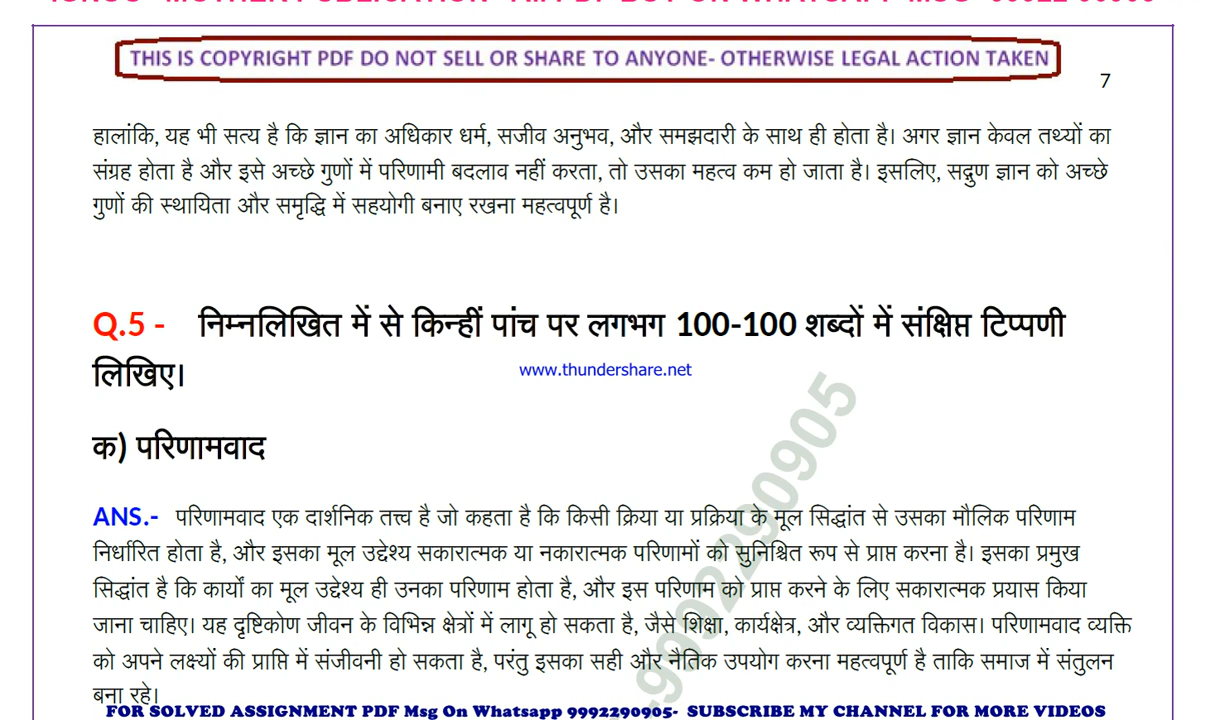 THIS IS COPYRIGHT PDF DO NOT SELL OR SHARE TO ANYONE- OTHERWISE LEGAL ACTION TAKEN
7
हालांकि, यह भी सत्य है कि ज्ञान का अधिकार धर्म, सजीव अनुभव, और समझदारी के साथ ही होता है। अगर ज्ञान केवल तथ्यों का
संग्रह होता है और इसे अच्छे गुणों में परिणामी बदलाव नहीं करता, तो उसका महत्व कम हो जाता है। इसलिए, सद्गुण ज्ञान को अच्छे
गुणों की स्थायिता और समृद्धि में सहयोगी बनाए रखना महत्वपूर्ण है।
Q.5 - निम्नलिखित में से किन्हीं पांच पर लगभग 100-100 शब्दों में संक्षिप्त टिप्पणी
लिखिए।
www.thundershare.net
क) परिणामवाद
ANS.- परिणामवाद एक दार्शनिक तत्त्व है जो कहता है कि किसी क्रिया या प्रक्रिया के मूल सिद्धांत से उसका मौलिक परिणाम
निर्धारित होता है, और इसका मूल उद्देश्य सकारात्मक या नकारात्मक परिणामों को सुनिश्चित रूप से प्राप्त करना है। इसका प्रमुख
सिद्धांत है कि कार्यों का मूल उद्देश्य ही उनका परिणाम होता है, और इस परिणाम को प्राप्त करने के लिए सकारात्मक प्रयास किया
जाना चाहिए। यह दृष्टिकोण जीवन के विभिन्न क्षेत्रों में लागू हो सकता है, जैसे शिक्षा, कार्यक्षेत्र, और व्यक्तिगत विकास। परिणामवाद व्यक्ति
को अपने लक्ष्यों की प्राप्ति में संजीवनी हो सकता है, परंतु इसका सही और नैतिक उपयोग करना महत्वपूर्ण है ताकि समाज में संतुलन
बना रहे।
-9992290905
FOR SOLVED ASSIGNMENT PDF Msg On Whatsapp 9992290905- SUBSCRIBE MY CHANNEL FOR MORE VIDEOS